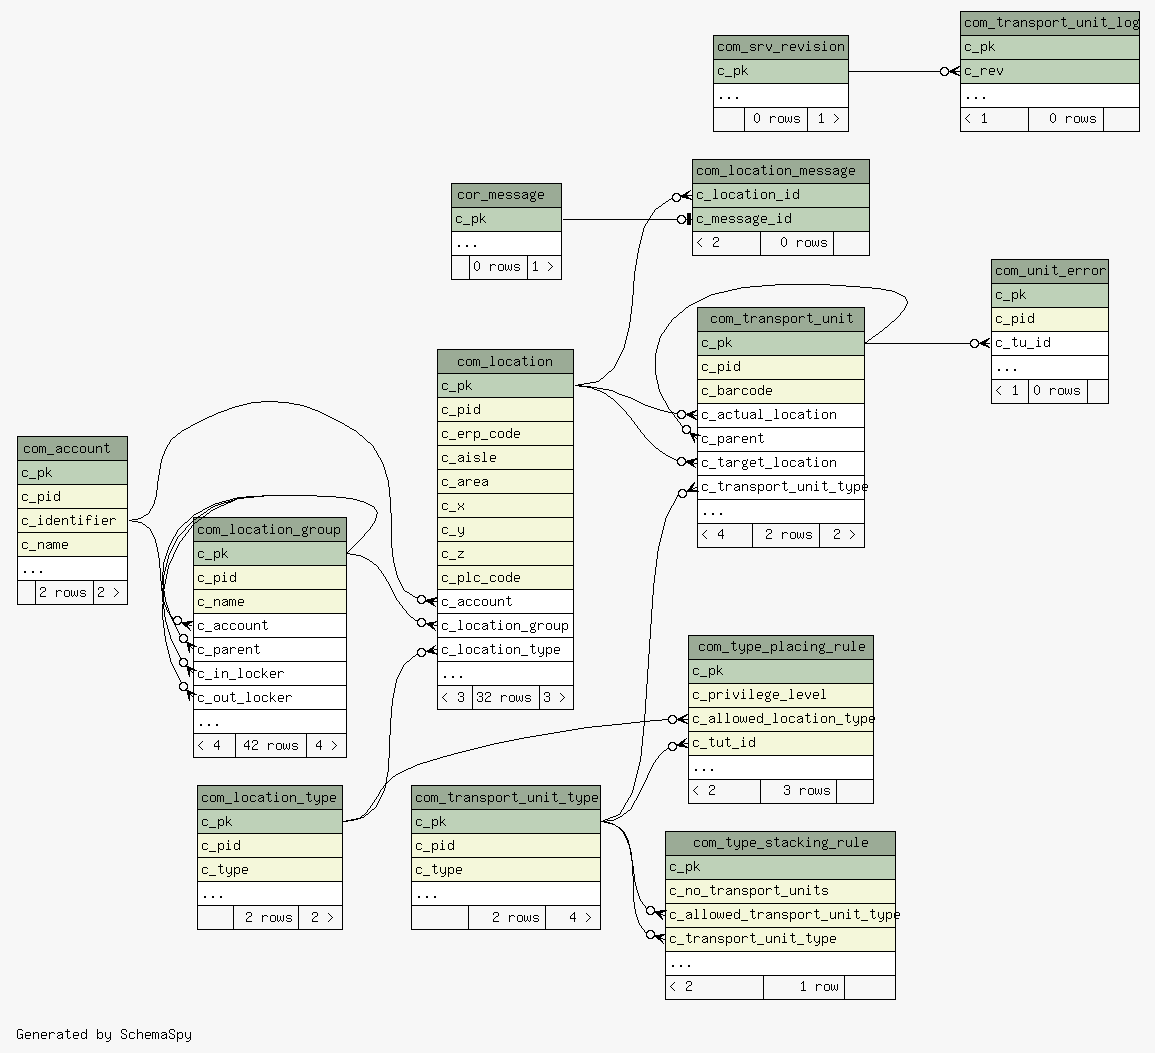 com_transport_unit_log
c_pk
c_rev
...
< 1 0 rows
com_srv_revision
c_pk
...
0 rows 1 >
com_location_message
c_location_id
c_message_id
< 2 0 rows
cor_message
c_pk
...
0 rows 1 >
com_unit_error
c_pk
c_pid
c_tu_id
...
< 1 0 rows
com_transport_unit
c_pk
c_pid
c_barcode
c_actual_location
c_parent
c_target_location
c_transport_unit_type
...
< 4 2 rows 2 >
com_location
c_pk
c_pid
c_erp_code
c_aisle
c_area
c_x
c_y
c_z
c_plc_code
c_account
c_location_group
c_location_type
...
< 3 32 rows 3 >
com_account
c_pk
c_pid
c_identifier
c_name
...
2 rows 2 >
com_location_group
c_pk
c_pid
c_name
c_account
c_parent
c_in_locker
c_out_locker
...
< 4 42 rows 4 >
com_type_placing_rule
c_pk
c_privilege_level
c_allowed_location_type
c_tut_id
...
< 2 3 rows
com_location_type
c_pk
c_pid
c_type
...
2 rows 2 >
com_transport_unit_type
c_pk
c_pid
c_type
...
2 rows 4 >
com_type_stacking_rule
c_pk
c_no_transport_units
c_allowed_transport_unit_type
c_transport_unit_type
...
< 2 1 row
Generated by SchemaSpy